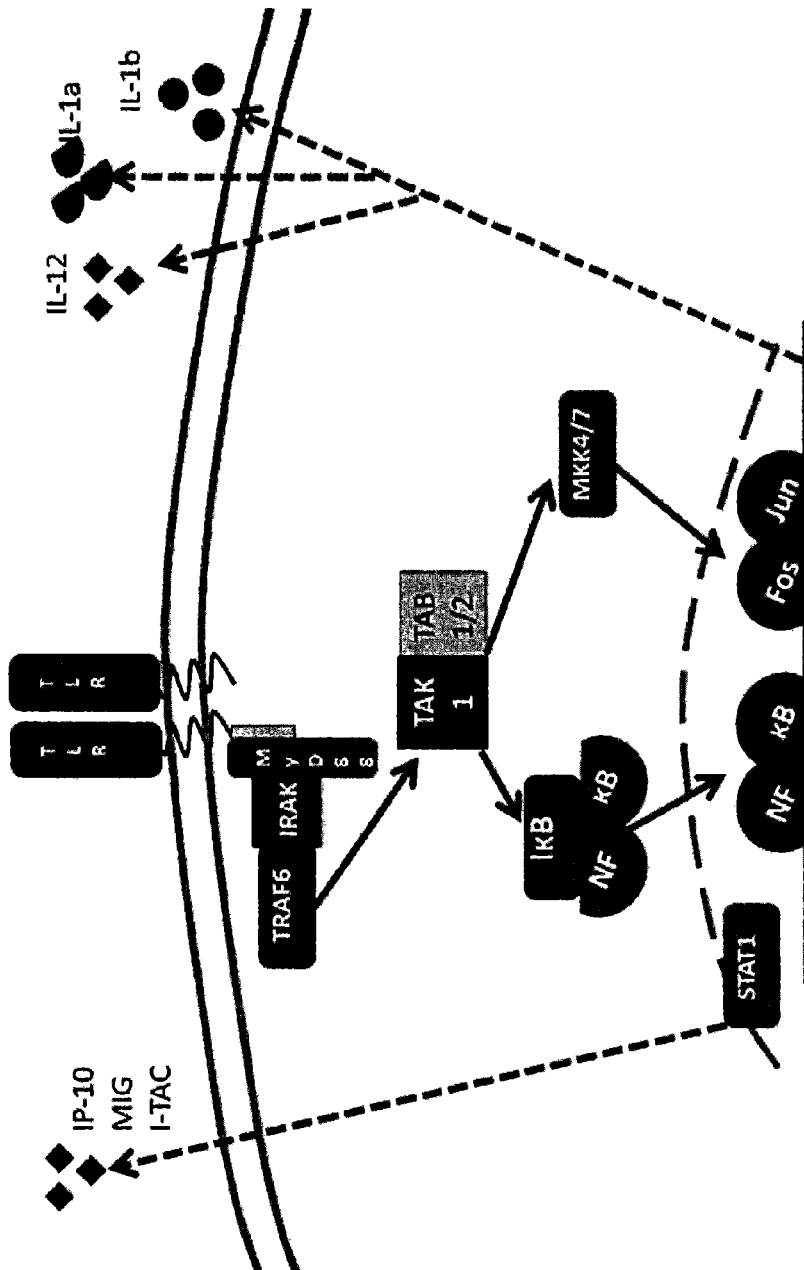 IL-12
IL-1a
IL-1b
IP-10
MIG
I-TAC
T
L
R
T
L
R
TRAF6
IRAK
M
y
D
8
8
TAK
1
TAB
1/2
IκB
NF
κB
MKK4/7
STAT1
NF
κB
Fos
Jun